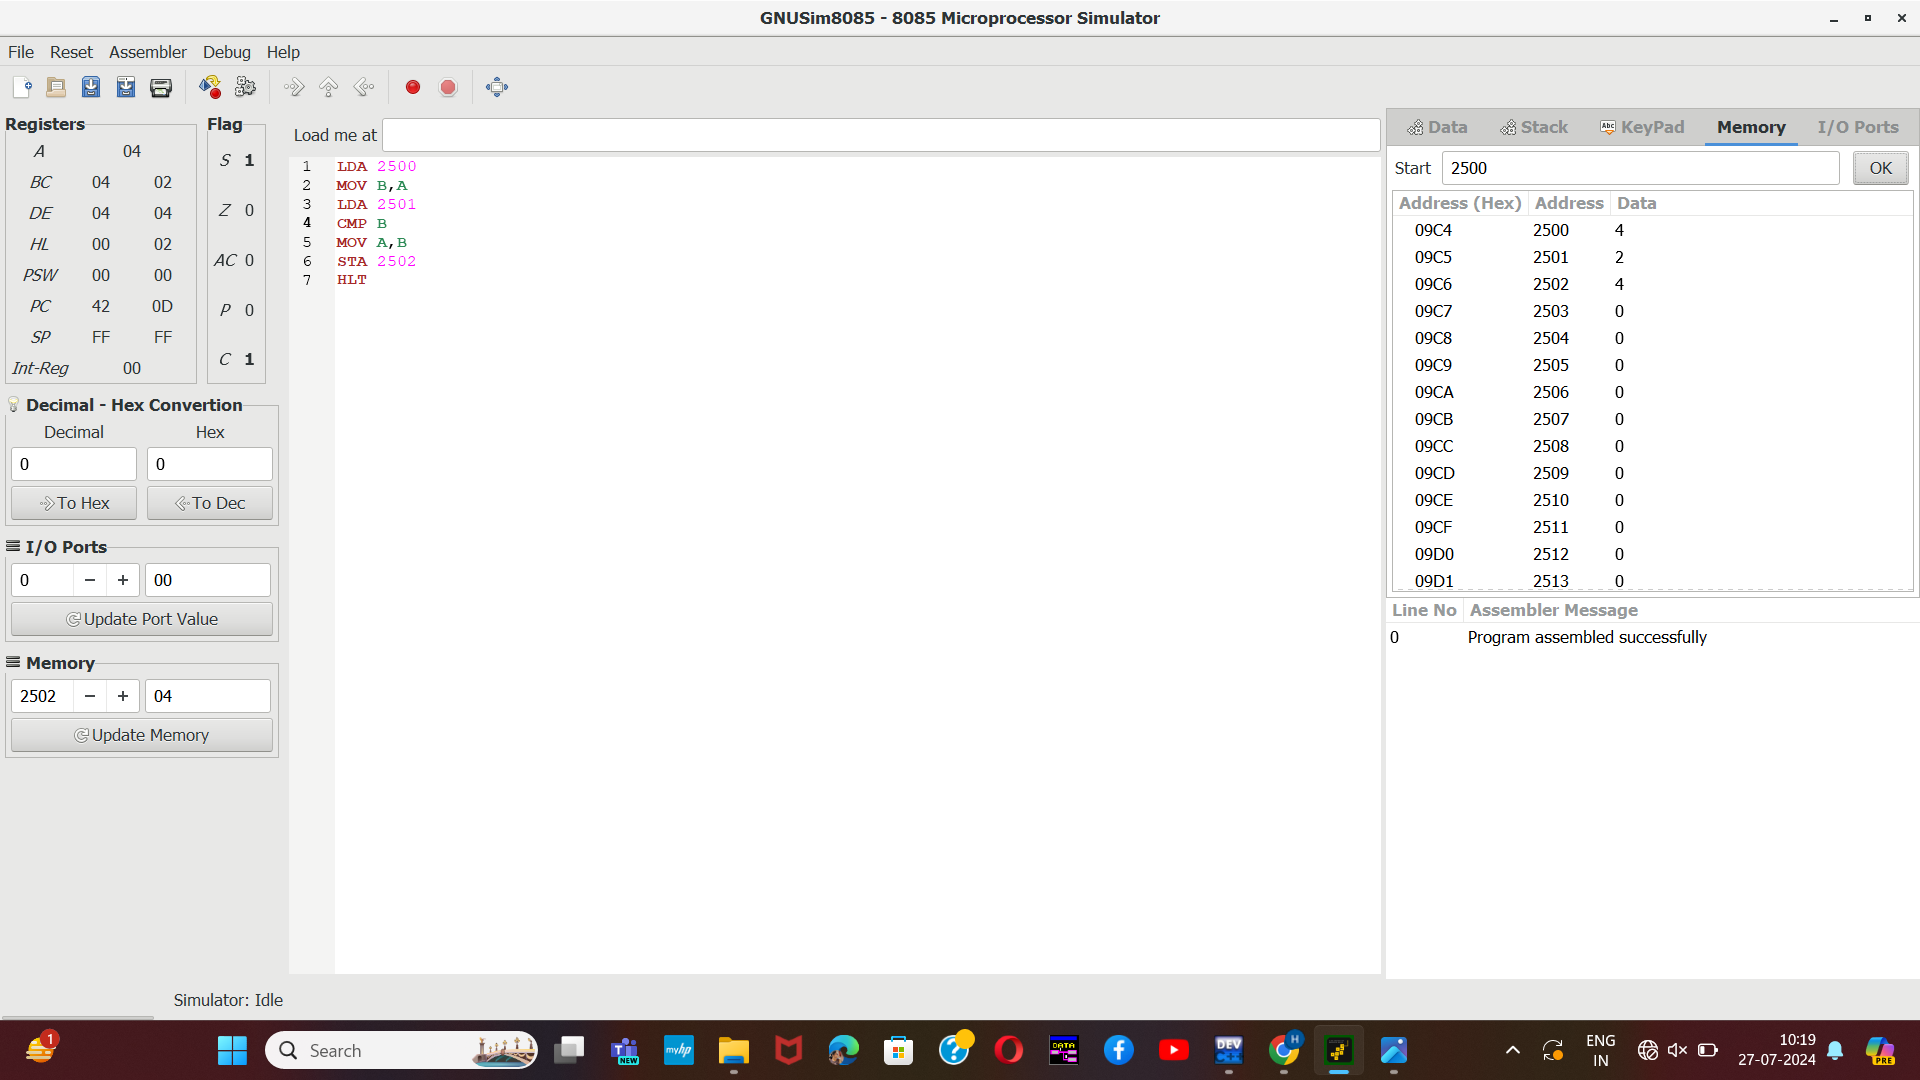 GNUSim8085 - 8085 Microprocessor Simulator
File Reset Assembler Debug Help
Registers
A 04
BC 04 02
DE 04 04
HL 00 02
PSW 00 00
PC 42 0D
SP FF FF
Int-Reg 00
Flag
S 1
Z 0
AC 0
P 0
C 1
Decimal - Hex Convertion
Decimal Hex
0 0
To Hex To Dec
I/O Ports
0 − + 00
Update Port Value
Memory
2502 − + 04
Update Memory
Load me at
1 LDA 2500
2 MOV B,A
3 LDA 2501
4 CMP B
5 MOV A,B
6 STA 2502
7 HLT
Data Stack Abc KeyPad Memory I/O Ports
Start 2500 OK
Address (Hex) Address Data
09C4 2500 4
09C5 2501 2
09C6 2502 4
09C7 2503 0
09C8 2504 0
09C9 2505 0
09CA 2506 0
09CB 2507 0
09CC 2508 0
09CD 2509 0
09CE 2510 0
09CF 2511 0
09D0 2512 0
09D1 2513 0
Line No Assembler Message
0 Program assembled successfully
Simulator: Idle
1
Search
NEW
myhp
DATA
DEV
C++
H
ENG
IN
10:19
27-07-2024
PRE